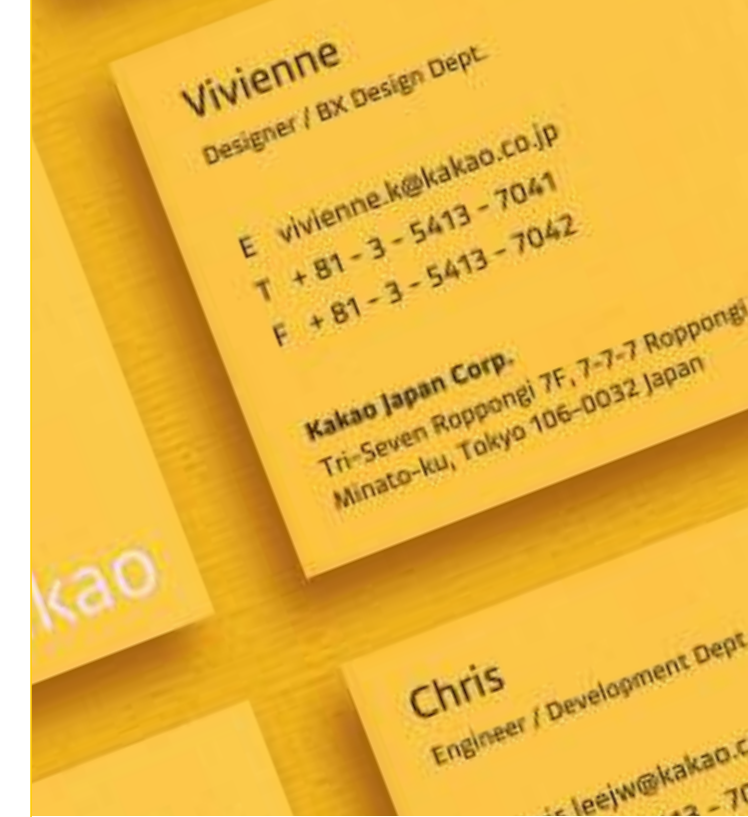 Vivienne
Designer / BX Design Dept.
E vivienne.k@kakao.co.jp
T +81 - 3 - 5413 - 7041
F +81 - 3 - 5413 - 7042
Kakao Japan Corp.
Tri-Seven Roppongi 7F, 7-7-7 Roppongi
Minato-ku, Tokyo 106-0032 Japan
kao
Chris
Engineer / Development Dept.
leejw@kakao.c